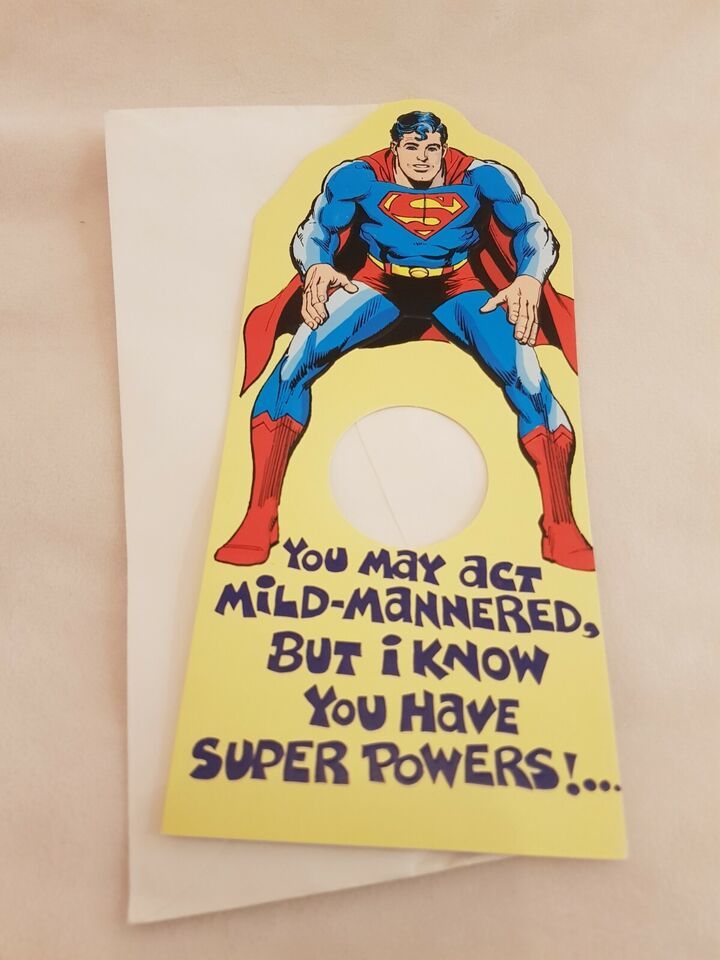 S
YOU MAY ACT
MILD-MANNERED,
BUT i KNOW
YOU HAVE
SUPER POWERS!...